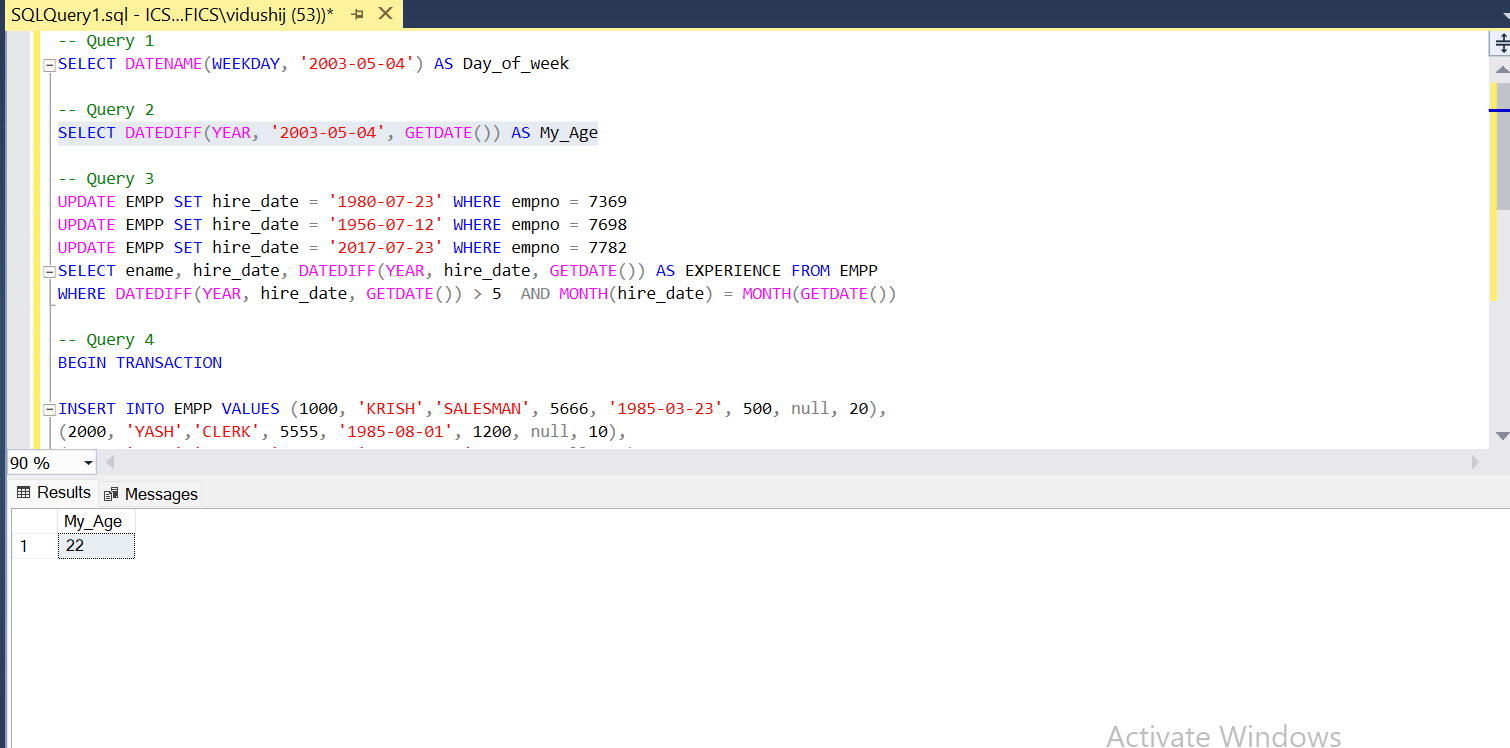 SQLQuery1.sql - ICS...FICS\vidushij (53))*
-- Query 1
SELECT DATENAME(WEEKDAY, '2003-05-04') AS Day_of_week
-- Query 2
SELECT DATEDIFF(YEAR, '2003-05-04', GETDATE()) AS My_Age
-- Query 3
UPDATE EMPP SET hire_date = '1980-07-23' WHERE empno = 7369
UPDATE EMPP SET hire_date = '1956-07-12' WHERE empno = 7698
UPDATE EMPP SET hire_date = '2017-07-23' WHERE empno = 7782
SELECT ename, hire_date, DATEDIFF(YEAR, hire_date, GETDATE()) AS EXPERIENCE FROM EMPP
WHERE DATEDIFF(YEAR, hire_date, GETDATE()) > 5  AND MONTH(hire_date) = MONTH(GETDATE())
-- Query 4
BEGIN TRANSACTION
INSERT INTO EMPP VALUES (1000, 'KRISH','SALESMAN', 5666, '1985-03-23', 500, null, 20),
(2000, 'YASH','CLERK', 5555, '1985-08-01', 1200, null, 10),
90 %
Results Messages
My_Age
1 22
Activate Windows